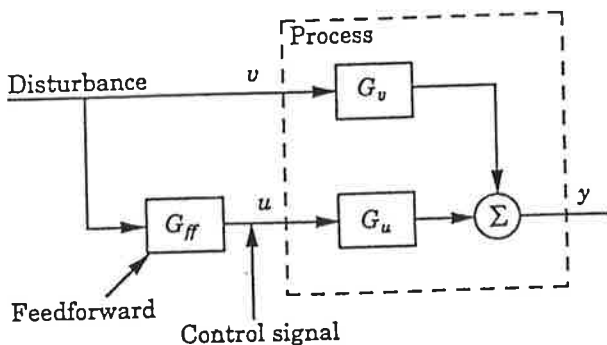 Process
Disturbance
v
G_v
y
u
G_ff
G_u
Σ
Feedforward
Control signal